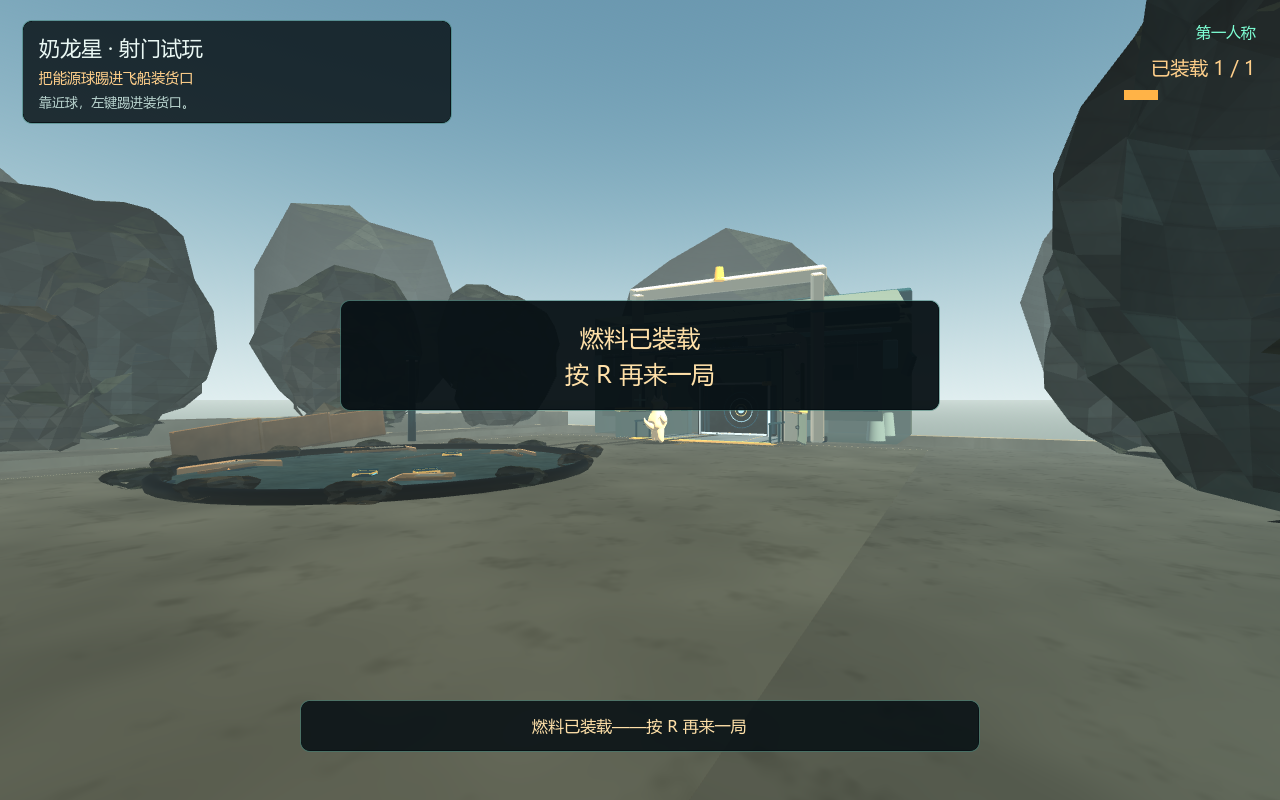 奶龙星 · 射门试玩
把能源球踢进飞船装货口
靠近球，左键踢进装货口。
第一人称
已装载 1 / 1
燃料已装载
按 R 再来一局
燃料已装载——按 R 再来一局